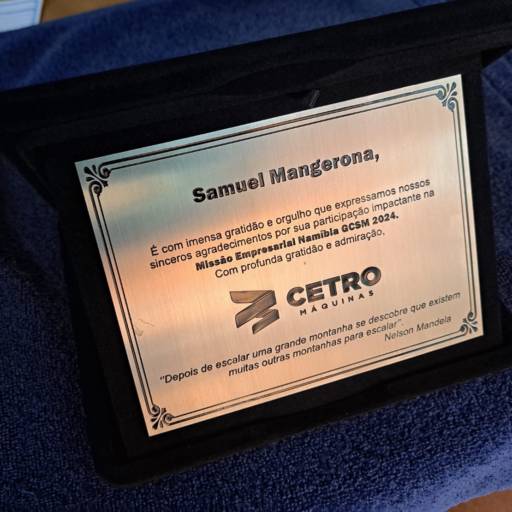 Samuel Mangerona,
É com imensa gratidão e orgulho que expressamos nossos
sinceros agradecimentos por sua participação impactante na
Missão Empresarial Namíbia GCSM 2024.
Com profunda gratidão e admiração,
CETRO
MÁQUINAS
"Depois de escalar uma grande montanha se descobre que existem
muitas outras montanhas para escalar".
Nelson Mandela